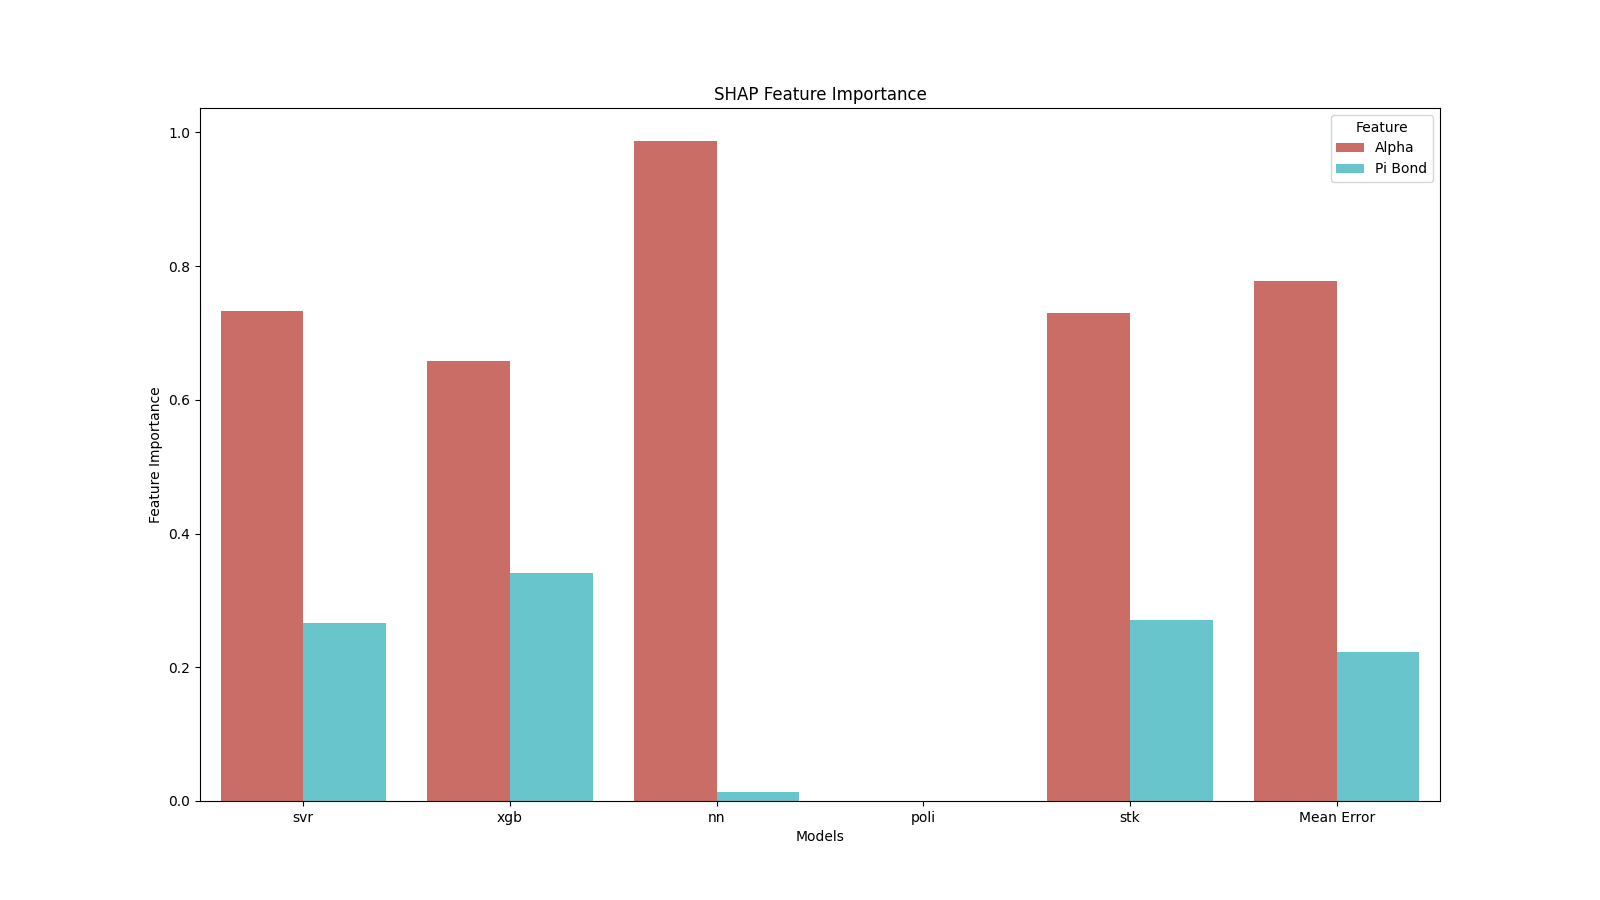 SHAP Feature Importance
Feature
Alpha
Pi Bond
1.0
0.8
0.6
0.4
0.2
0.0
Feature Importance
svr xgb nn poli stk Mean Error
Models